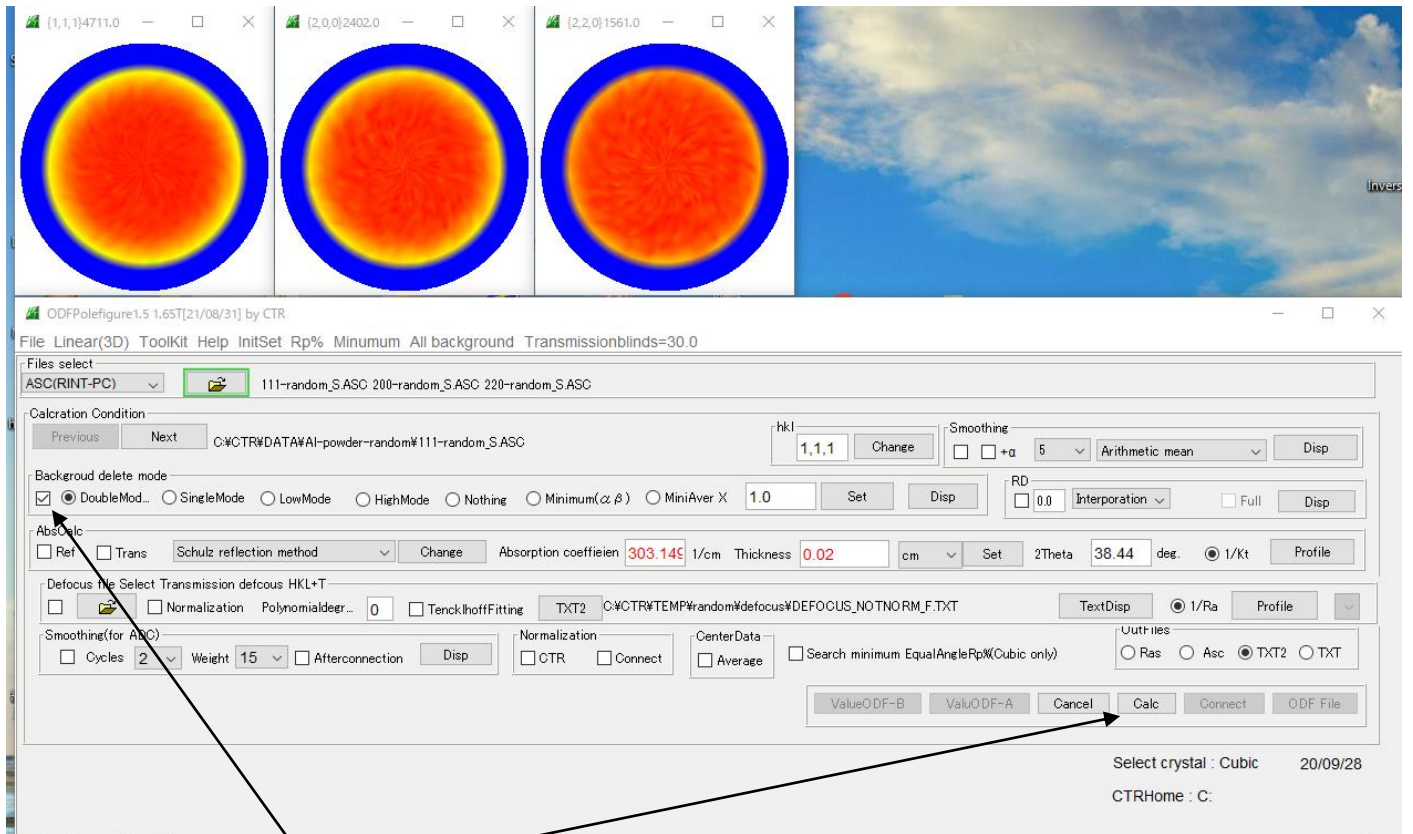 {1,1,1}4711.0
{2,0,0}2402.0
{2,2,0}1561.0
Invers
ODFPolefigure1.5 1.65T[21/08/31] by CTR
File Linear(3D) ToolKit Help InitSet Rp% Minumum All background Transmissionblinds=30.0
Files select
ASC(RINT-PC) 111-random_S.ASC 200-random_S.ASC 220-random_S.ASC
Calcration Condition
Previous Next C:¥CTR¥DATA¥Al-powder-random¥111-random_S.ASC
hkl
1,1,1 Change
Smoothing
+α 5 Arithmetic mean Disp
Backgroud delete mode
DoubleMod... SingleMode LowMode HighMode Nothing Minimum(αβ) MiniAver X 1.0 Set Disp
RD
0.0 Interporation Full Disp
AbsCalc
Ref Trans Schulz reflection method Change Absorption coeffieien 303.149 1/cm Thickness 0.02 cm Set 2Theta 38.44 deg. 1/Kt Profile
Defocus file Select Transmission defcous HKL+T
Normalization Polynomialdegr... 0 TenckIhoffFitting TXT2 C:¥CTR¥TEMP¥random¥defocus¥DEFOCUS_NOTNORM_F.TXT TextDisp 1/Ra Profile
Smoothing(for ADC)
Cycles 2 Weight 15 Afterconnection Disp
Normalization
CTR Connect
CenterData
Average
Search minimum EqualAngleRp%(Cubic only)
OutFiles
Ras Asc TXT2 TXT
ValueODF-B ValuODF-A Cancel Calc Connect ODF File
Select crystal : Cubic 20/09/28
CTRHome : C: